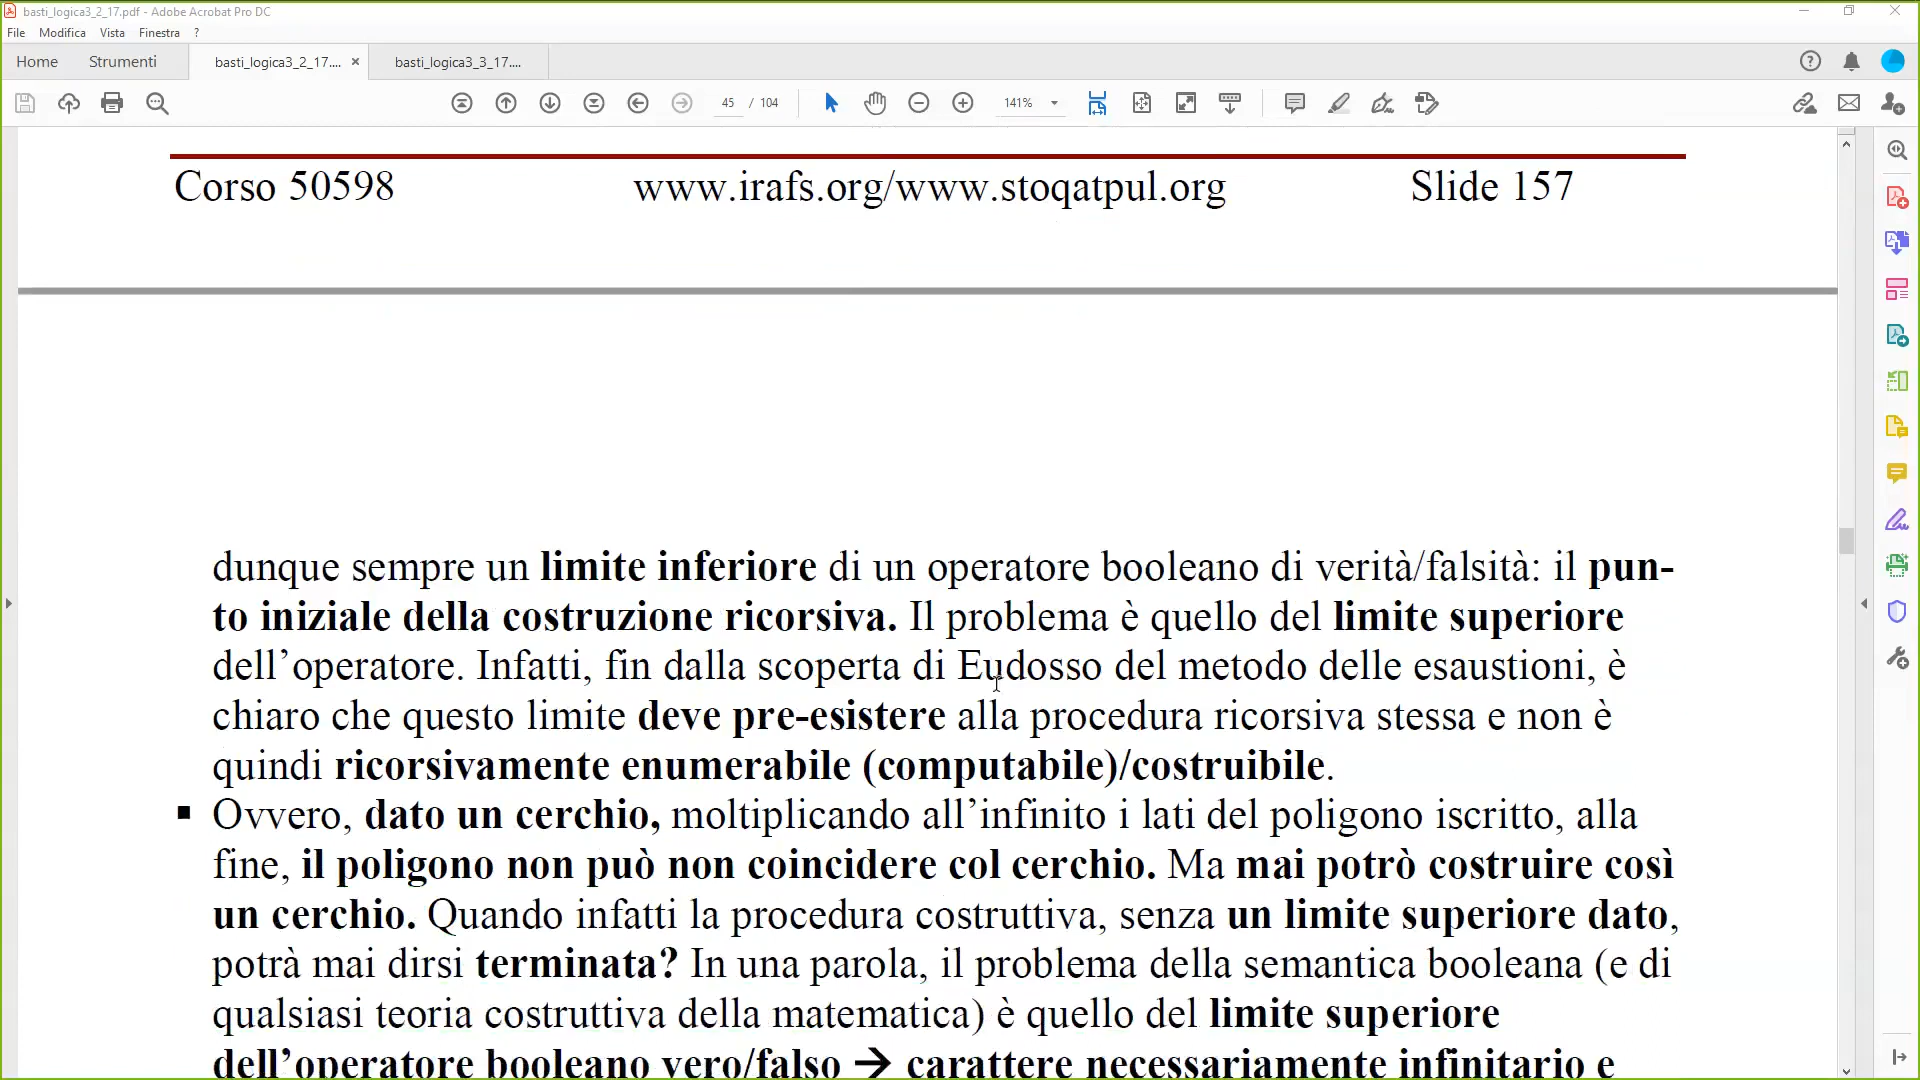 basti_logica3_2_17.pdf - Adobe Acrobat Pro DC
File Modifica Vista Finestra ?
Home Strumenti basti_logica3_2_17.... × basti_logica3_3_17....
45 / 104 141%
Corso 50598 www.irafs.org/www.stoqatpul.org Slide 157
dunque sempre un limite inferiore di un operatore booleano di verità/falsità: il pun-
to iniziale della costruzione ricorsiva. Il problema è quello del limite superiore
dell’operatore. Infatti, fin dalla scoperta di Eudosso del metodo delle esaustioni, è
chiaro che questo limite deve pre-esistere alla procedura ricorsiva stessa e non è
quindi ricorsivamente enumerabile (computabile)/costruibile.
▪ Ovvero, dato un cerchio, moltiplicando all’infinito i lati del poligono iscritto, alla
fine, il poligono non può non coincidere col cerchio. Ma mai potrò costruire così
un cerchio. Quando infatti la procedura costruttiva, senza un limite superiore dato,
potrà mai dirsi terminata? In una parola, il problema della semantica booleana (e di
qualsiasi teoria costruttiva della matematica) è quello del limite superiore
dell’operatore booleano vero/falso → carattere necessariamente infinitario e